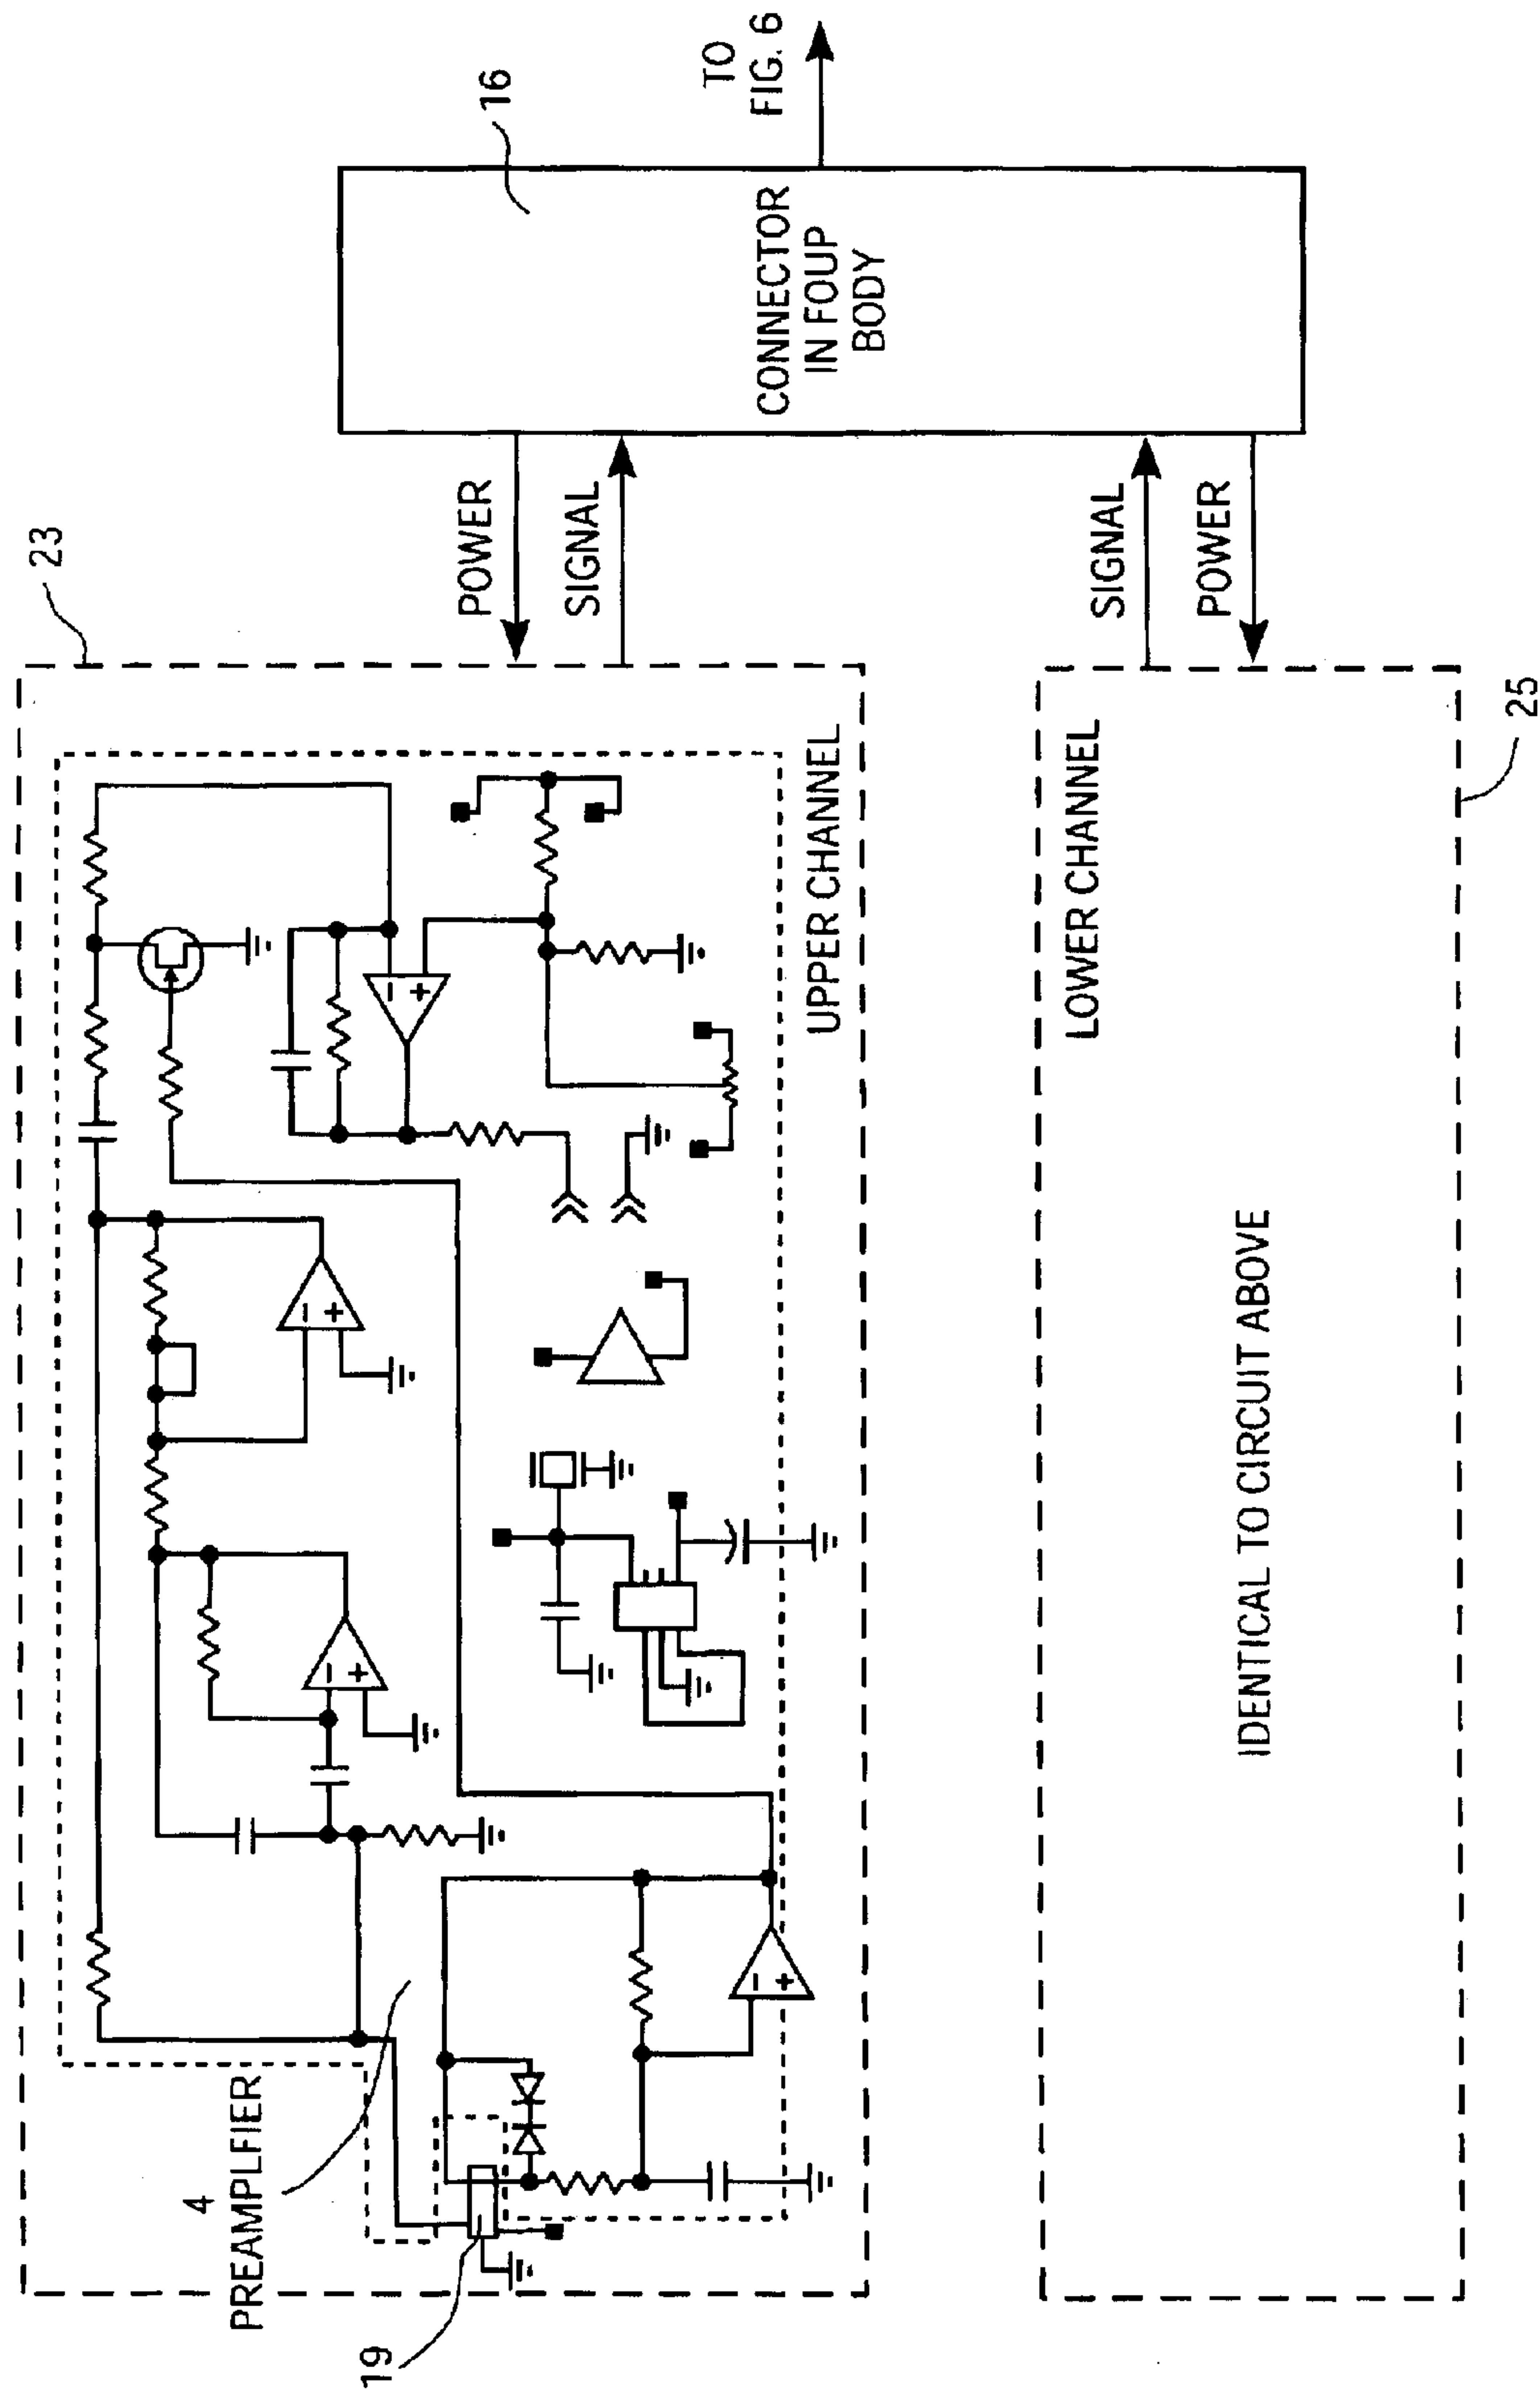 23
UPPER CHANNEL
4
PREAMPLFIER
19
POWER
SIGNAL
16
CONNECTOR
IN FOUP
BODY
TO
FIG. 6
LOWER CHANNEL
IDENTICAL TO CIRCUIT ABOVE
25
SIGNAL
POWER